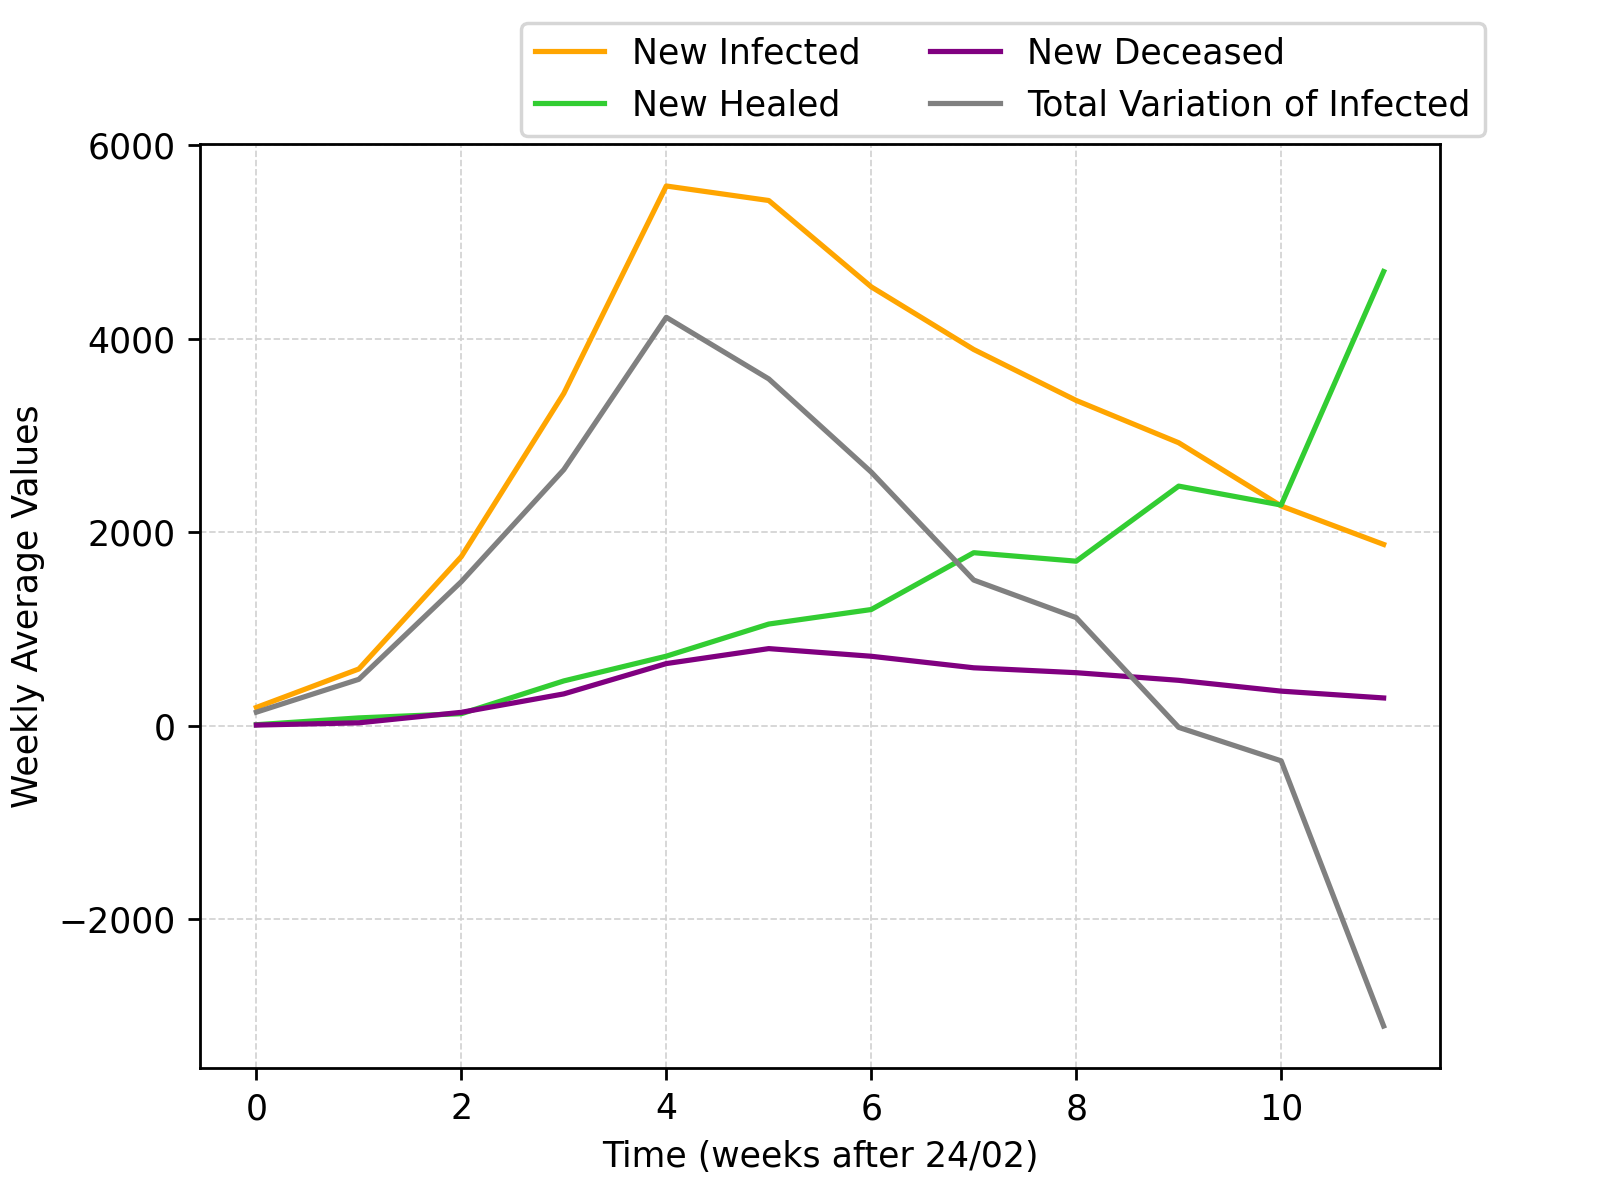 New Infected
New Healed
New Deceased
Total Variation of Infected
6000
4000
2000
0
−2000
Weekly Average Values
0 2 4 6 8 10
Time (weeks after 24/02)